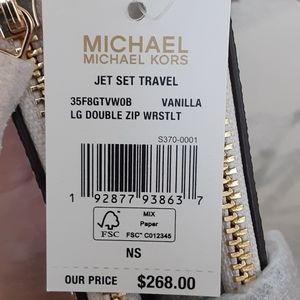 MICHAEL
MICHAEL KORS
JET SET TRAVEL
35F8GTVW0B VANILLA
LG DOUBLE ZIP WRSTLT
S370-0001
1 92877 93863 7
FSC
MIX
Paper
FSC™ C012345
NS
OUR PRICE $268.00